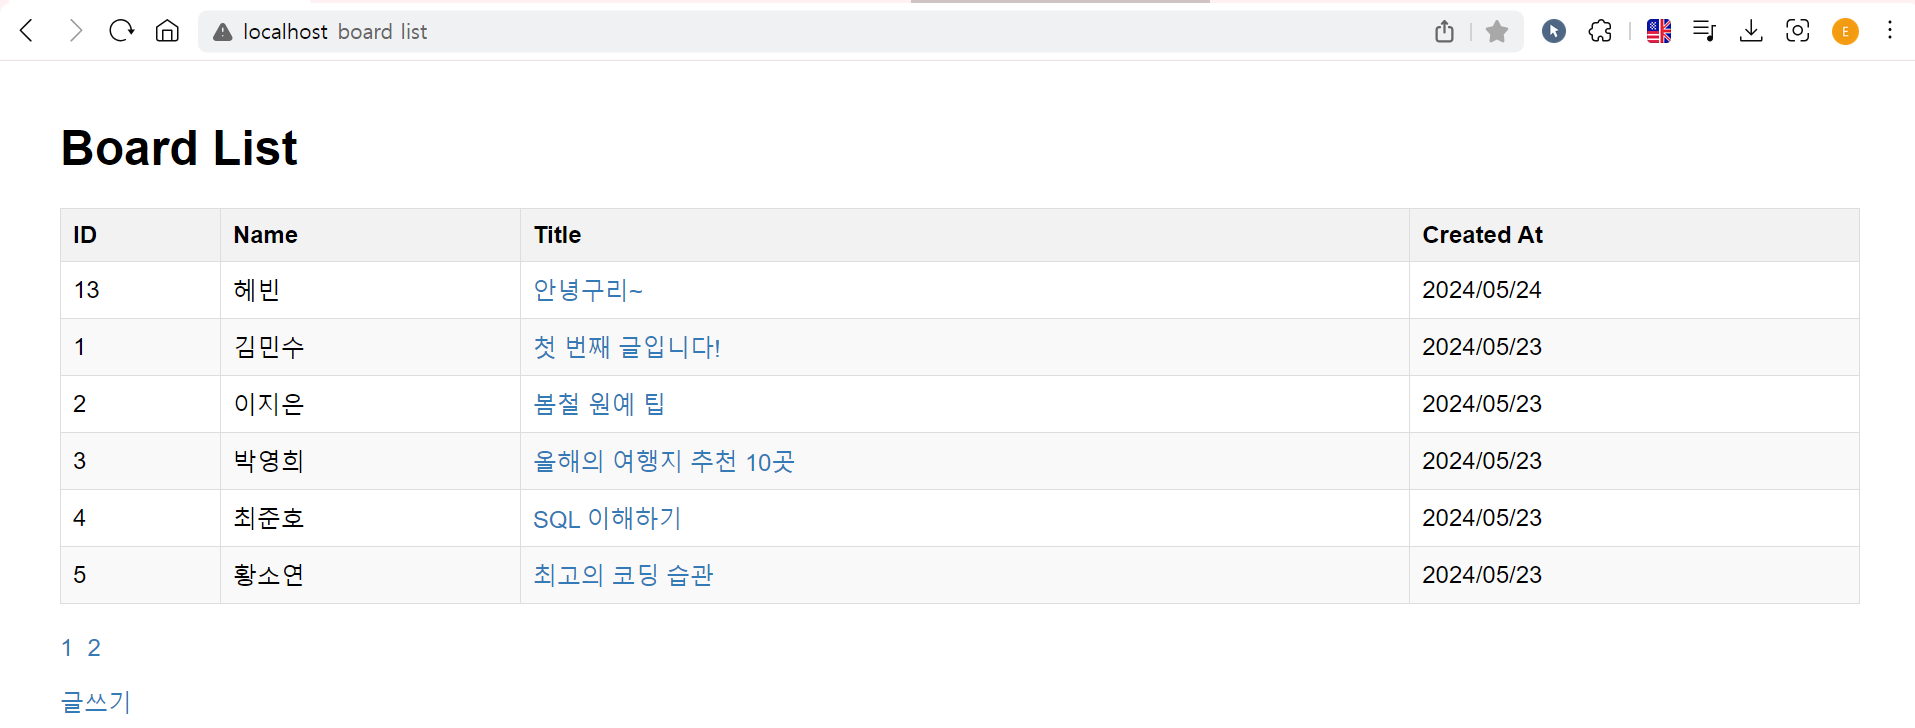 localhost board list
E
Board List
ID Name Title Created At
13 헤빈 안녕구리~ 2024/05/24
1 김민수 첫 번째 글입니다! 2024/05/23
2 이지은 봄철 원예 팁 2024/05/23
3 박영희 올해의 여행지 추천 10곳 2024/05/23
4 최준호 SQL 이해하기 2024/05/23
5 황소연 최고의 코딩 습관 2024/05/23
1 2
글쓰기